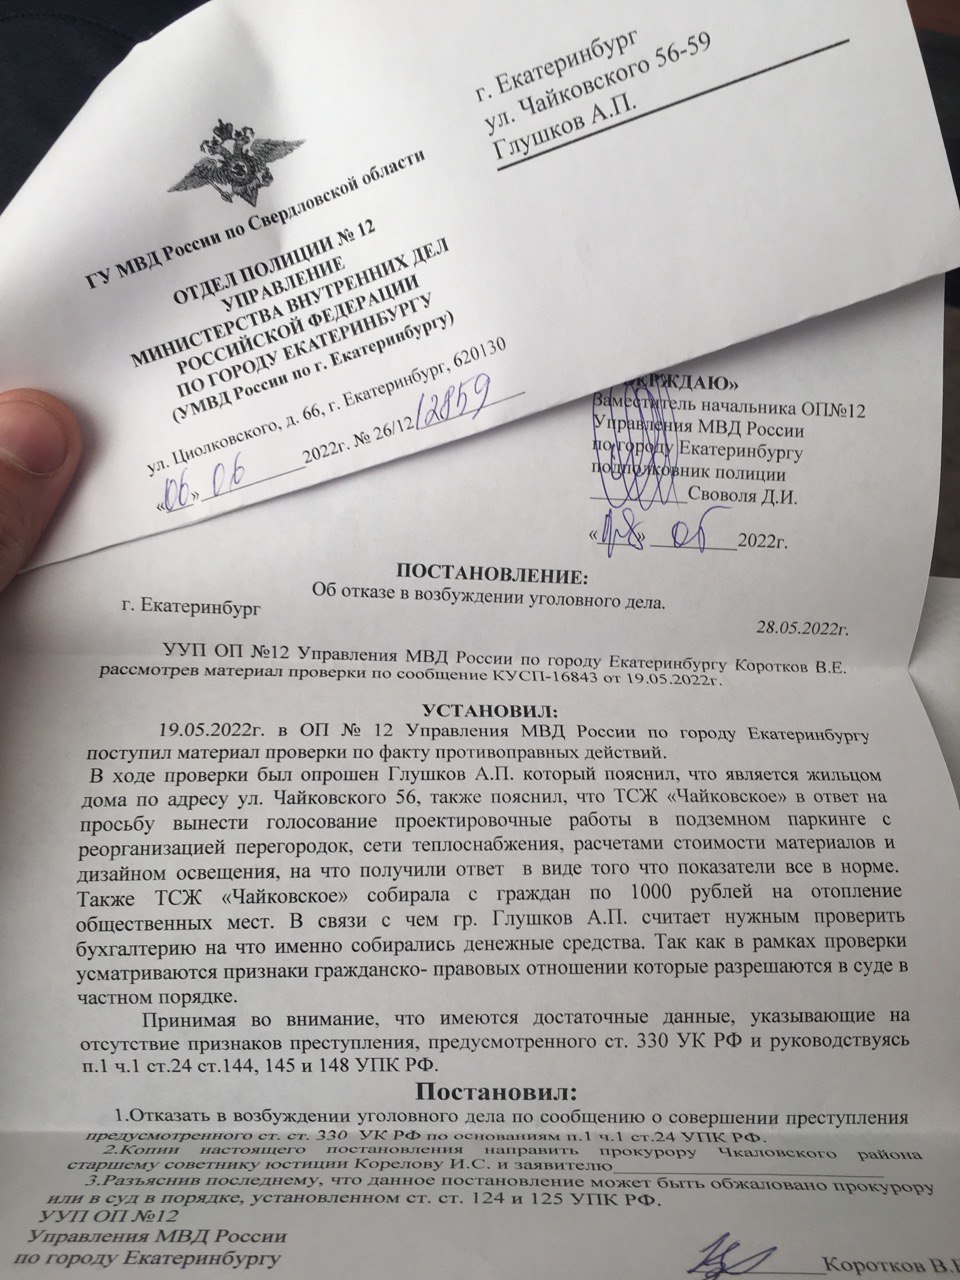 г. Екатеринбург
ул. Чайковского 56-59
Глушков А.П.
ГУ МВД России по Свердловской области
ОТДЕЛ ПОЛИЦИИ № 12
УПРАВЛЕНИЕ
МИНИСТЕРСТВА ВНУТРЕННИХ ДЕЛ
РОССИЙСКОЙ ФЕДЕРАЦИИ
ПО ГОРОДУ ЕКАТЕРИНБУРГУ
(УМВД России по г. Екатеринбургу)
ул. Циолковского, д. 66, г. Екатеринбург, 620130
«06» 06 2022г. № 26/12/2859
ЕРЖДАЮ»
Заместитель начальника ОП№12
Управления МВД России
по городу Екатеринбургу
подполковник полиции
Своволя Д.И.
« » 05 2022г.
ПОСТАНОВЛЕНИЕ:
Об отказе в возбуждении уголовного дела.
г. Екатеринбург
28.05.2022г.
УУП ОП №12 Управления МВД России по городу Екатеринбургу Коротков В.Е.
рассмотрев материал проверки по сообщение КУСП-16843 от 19.05.2022г.
УСТАНОВИЛ:
19.05.2022г. в ОП № 12 Управления МВД России по городу Екатеринбургу
поступил материал проверки по факту противоправных действий.
В ходе проверки был опрошен Глушков А.П. который пояснил, что является жильцом
дома по адресу ул. Чайковского 56, также пояснил, что ТСЖ «Чайковское» в ответ на
просьбу вынести голосование проектировочные работы в подземном паркинге с
реорганизацией перегородок, сети теплоснабжения, расчетами стоимости материалов и
дизайном освещения, на что получили ответ в виде того что показатели все в норме.
Также ТСЖ «Чайковское» собирала с граждан по 1000 рублей на отопление
общественных мест. В связи с чем гр. Глушков А.П. считает нужным проверить
бухгалтерию на что именно собирались денежные средства. Так как в рамках проверки
усматриваются признаки гражданско- правовых отношении которые разрешаются в суде в
частном порядке.
Принимая во внимание, что имеются достаточные данные, указывающие на
отсутствие признаков преступления, предусмотренного ст. 330 УК РФ и руководствуясь
п.1 ч.1 ст.24 ст.144, 145 и 148 УПК РФ.
Постановил:
1.Отказать в возбуждении уголовного дела по сообщению о совершении преступления
предусмотренного ст. ст. 330 УК РФ по основаниям п.1 ч.1 ст.24 УПК РФ.
2.Копии настоящего постановления направить прокурору Чкаловского района
старшему советнику юстиции Корелову И.С. и заявителю
3.Разъяснив последнему, что данное постановление может быть обжаловано прокурору
или в суд в порядке, установленном ст. ст. 124 и 125 УПК РФ.
УУП ОП №12
Управления МВД России
по городу Екатеринбургу
Коротков В.Е